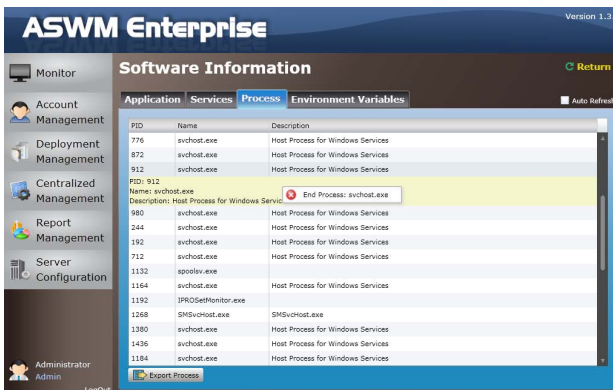 ASWM Enterprise
Version 1.3.
Monitor
Account Management
Deployment Management
Centralized Management
Report Management
Server Configuration
Administrator
Admin
LogOut
Software Information
Return
Application Services Process Environment Variables
Auto Refresh
PID Name Description
776 svchost.exe Host Process for Windows Services
872 svchost.exe Host Process for Windows Services
912 svchost.exe Host Process for Windows Services
PID: 912
Name: svchost.exe
Description: Host Process for Windows Servic
End Process: svchost.exe
980 svchost.exe Host Process for Windows Services
244 svchost.exe Host Process for Windows Services
192 svchost.exe Host Process for Windows Services
712 svchost.exe Host Process for Windows Services
1132 spoolsv.exe
1164 svchost.exe Host Process for Windows Services
1192 IPROSetMonitor.exe
1268 SMSvcHost.exe SMSvcHost.exe
1380 svchost.exe Host Process for Windows Services
1436 svchost.exe Host Process for Windows Services
1184 svchost.exe Host Process for Windows Services
Export Process